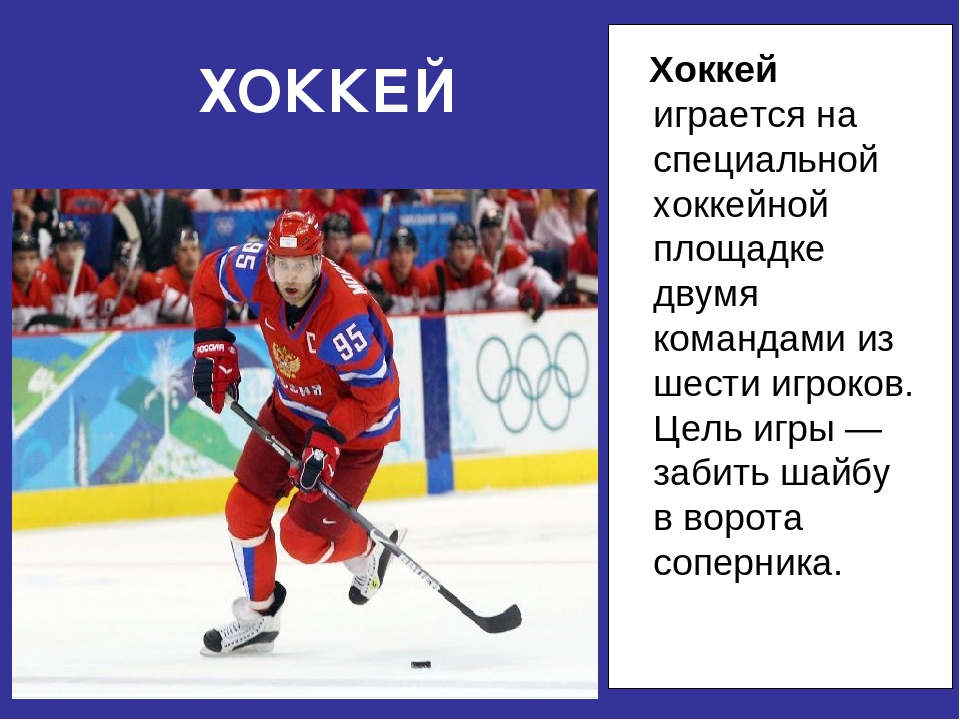 ХОККЕЙ
Хоккей
играется на
специальной
хоккейной
площадке
двумя
командами из
шести игроков.
Цель игры —
забить шайбу
в ворота
соперника.
95
95
C
РОССИЯ